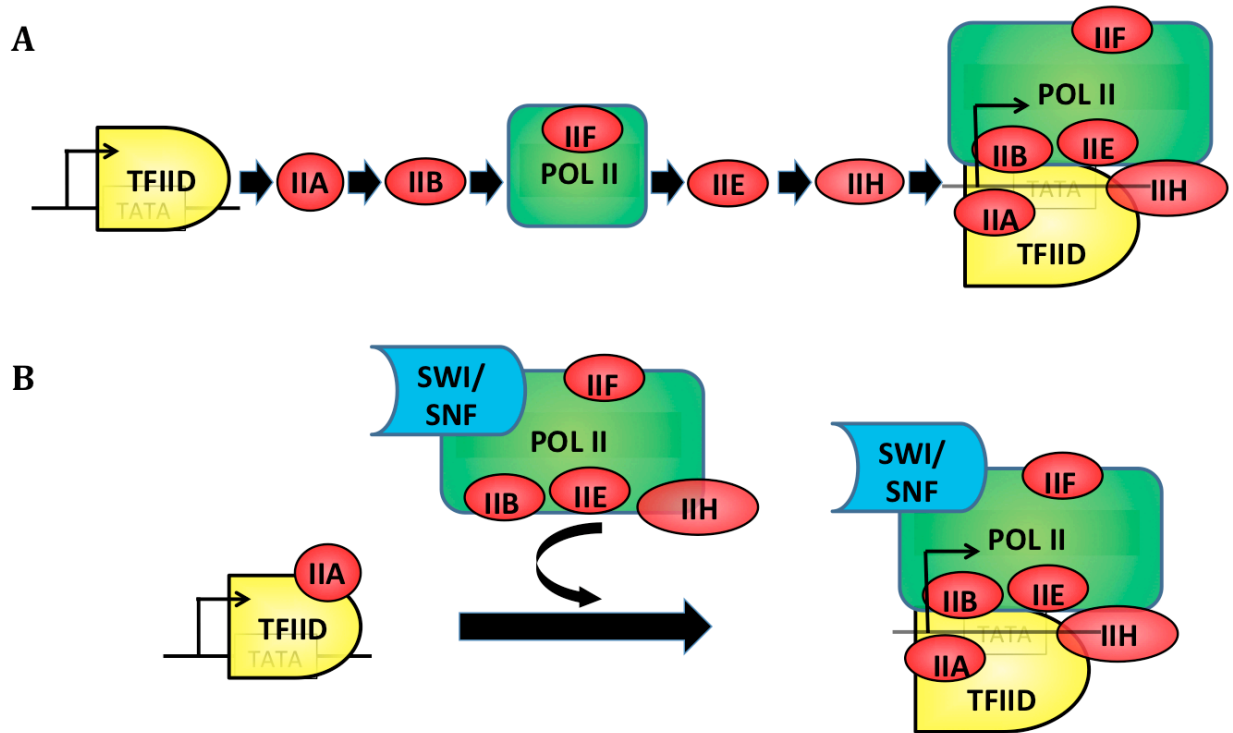 A
TFIID
TATA
IIA
IIB
IIF
POL II
IIE
IIH
IIF
POL II
IIB
IIE
TATA
IIH
IIA
TFIID
B
SWI/
SNF
IIF
POL II
IIB
IIE
IIH
IIA
TFIID
TATA
SWI/
SNF
IIF
POL II
IIB
IIE
TATA
IIH
IIA
TFIID